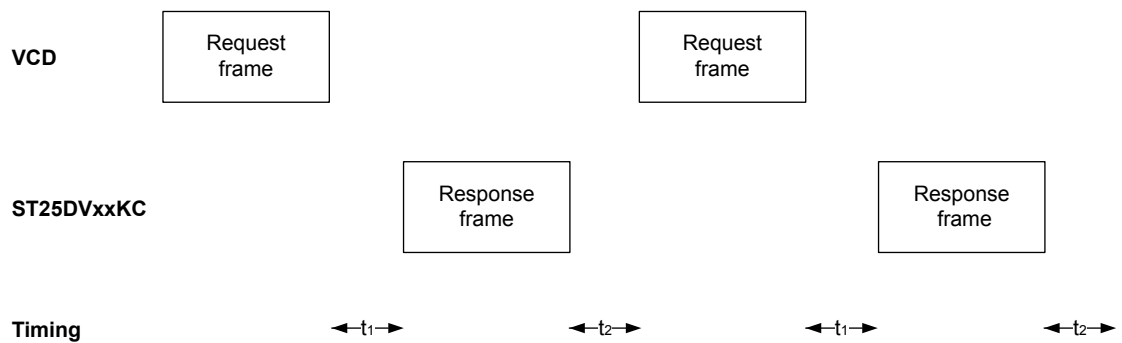 VCD
Request
frame
Request
frame
ST25DVxxKC
Response
frame
Response
frame
Timing
t1
t2
t1
t2